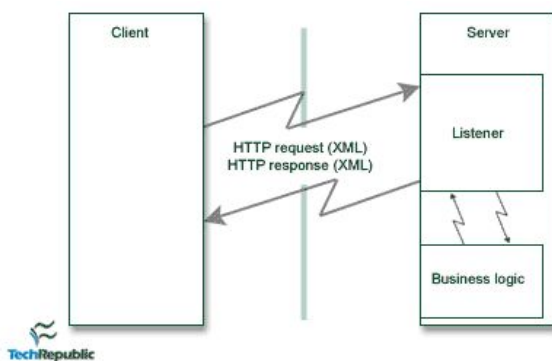 Client
Server
Listener
HTTP request (XML)
HTTP response (XML)
Business logic
TechRepublic